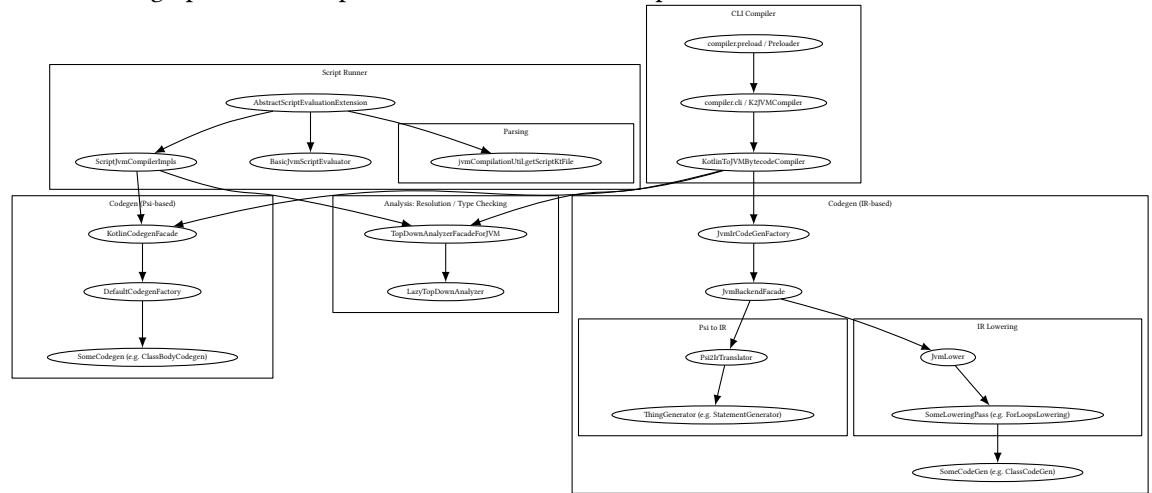 CLI Compiler
compiler.preload / Preloader
Script Runner
AbstractScriptEvaluationExtension
compiler.cli / K2JVMCompiler
Parsing
ScriptJvmCompilerImpls
BasicJvmScriptEvaluator
jvmCompilationUtil.getScriptKtFile
KotlinToJVMBytecodeCompiler
Codegen (Psi-based)
Analysis: Resolution / Type Checking
Codegen (IR-based)
KotlinCodegenFacade
TopDownAnalyzerFacadeForJVM
JvmIrCodeGenFactory
DefaultCodegenFactory
LazyTopDownAnalyzer
JvmBackendFacade
Psi to IR
IR Lowering
SomeCodegen (e.g. ClassBodyCodegen)
Psi2IrTranslator
JvmLower
ThingGenerator (e.g. StatementGenerator)
SomeLoweringPass (e.g. ForLoopsLowering)
SomeCodeGen (e.g. ClassCodeGen)